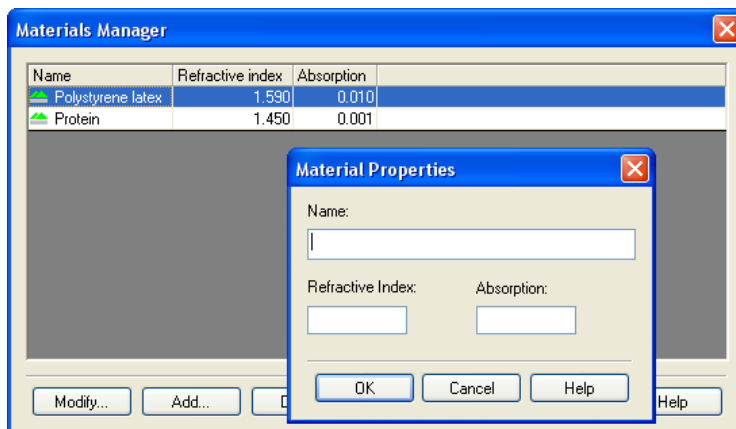 Materials Manager
Name Refractive index Absorption
Polystyrene latex 1.590 0.010
Protein 1.450 0.001
Material Properties
Name:
Refractive Index: Absorption:
OK Cancel Help
Modify... Add... Help